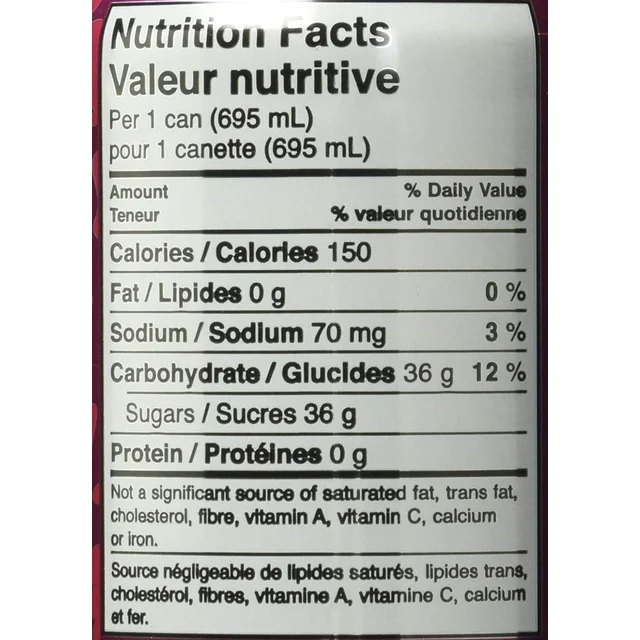 Nutrition Facts
Valeur nutritive
Per 1 can (695 mL)
pour 1 canette (695 mL)
Amount % Daily Value
Teneur % valeur quotidienne
Calories / Calories 150
Fat / Lipides 0 g 0 %
Sodium / Sodium 70 mg 3 %
Carbohydrate / Glucides 36 g 12 %
Sugars / Sucres 36 g
Protein / Protéines 0 g
Not a significant source of saturated fat, trans fat,
cholesterol, fibre, vitamin A, vitamin C, calcium
or iron.
Source négligeable de lipides saturés, lipides trans,
cholestérol, fibres, vitamine A, vitamine C, calcium
et fer.